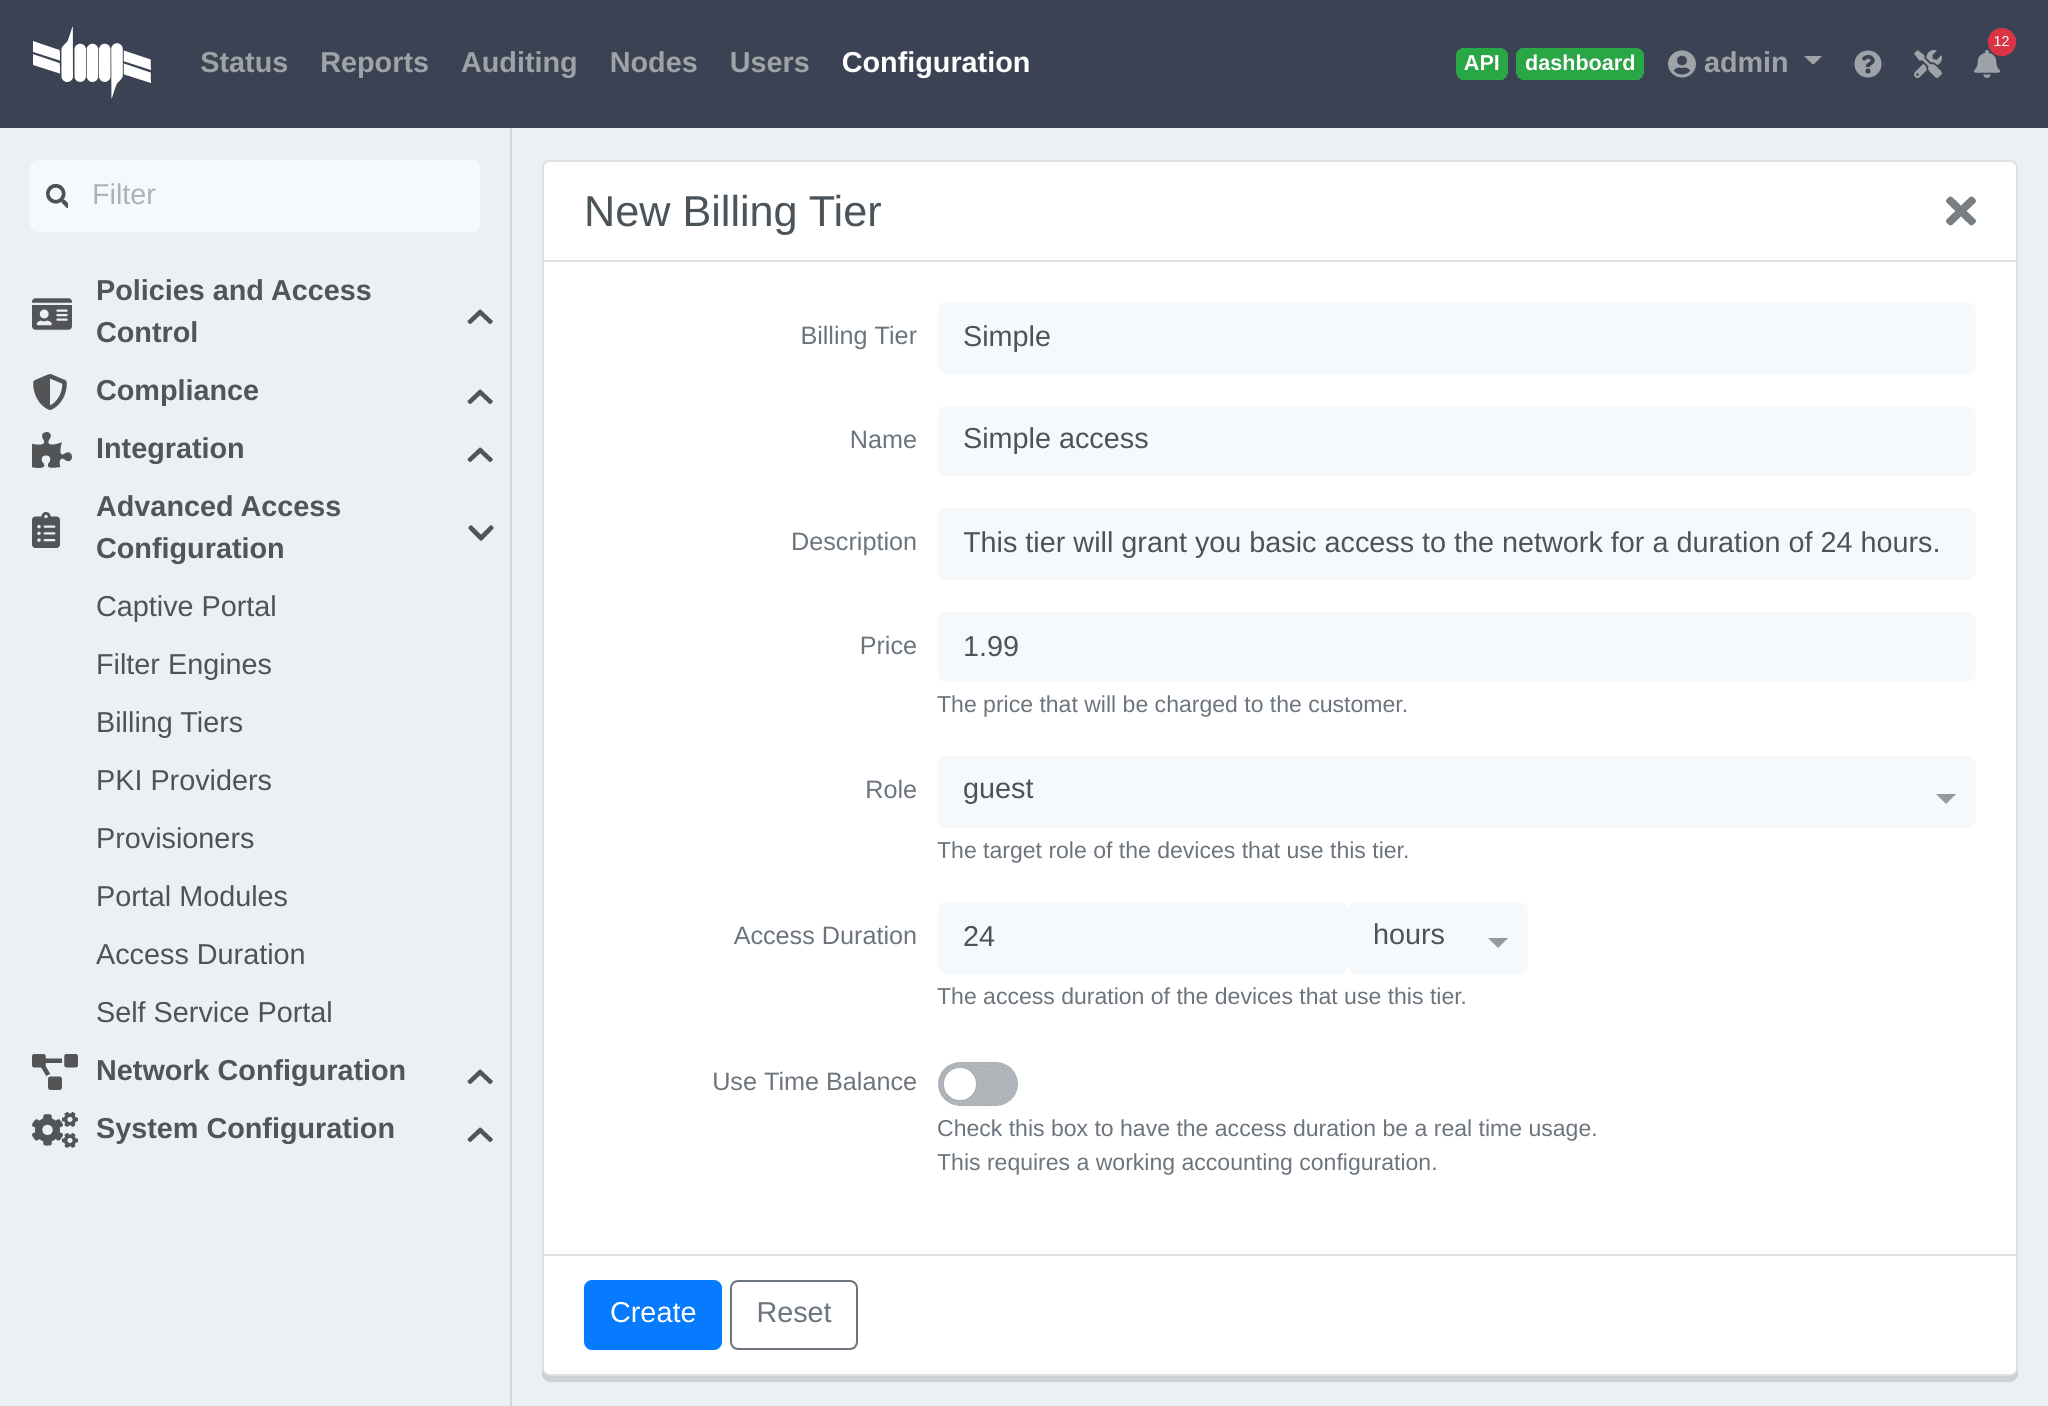 Status Reports Auditing Nodes Users Configuration API dashboard admin 12
Filter
Policies and Access
Control
Compliance
Integration
Advanced Access
Configuration
Captive Portal
Filter Engines
Billing Tiers
PKI Providers
Provisioners
Portal Modules
Access Duration
Self Service Portal
Network Configuration
System Configuration
New Billing Tier
Billing Tier Simple
Name Simple access
Description This tier will grant you basic access to the network for a duration of 24 hours.
Price 1.99
The price that will be charged to the customer.
Role guest
The target role of the devices that use this tier.
Access Duration 24 hours
The access duration of the devices that use this tier.
Use Time Balance
Check this box to have the access duration be a real time usage.
This requires a working accounting configuration.
Create Reset